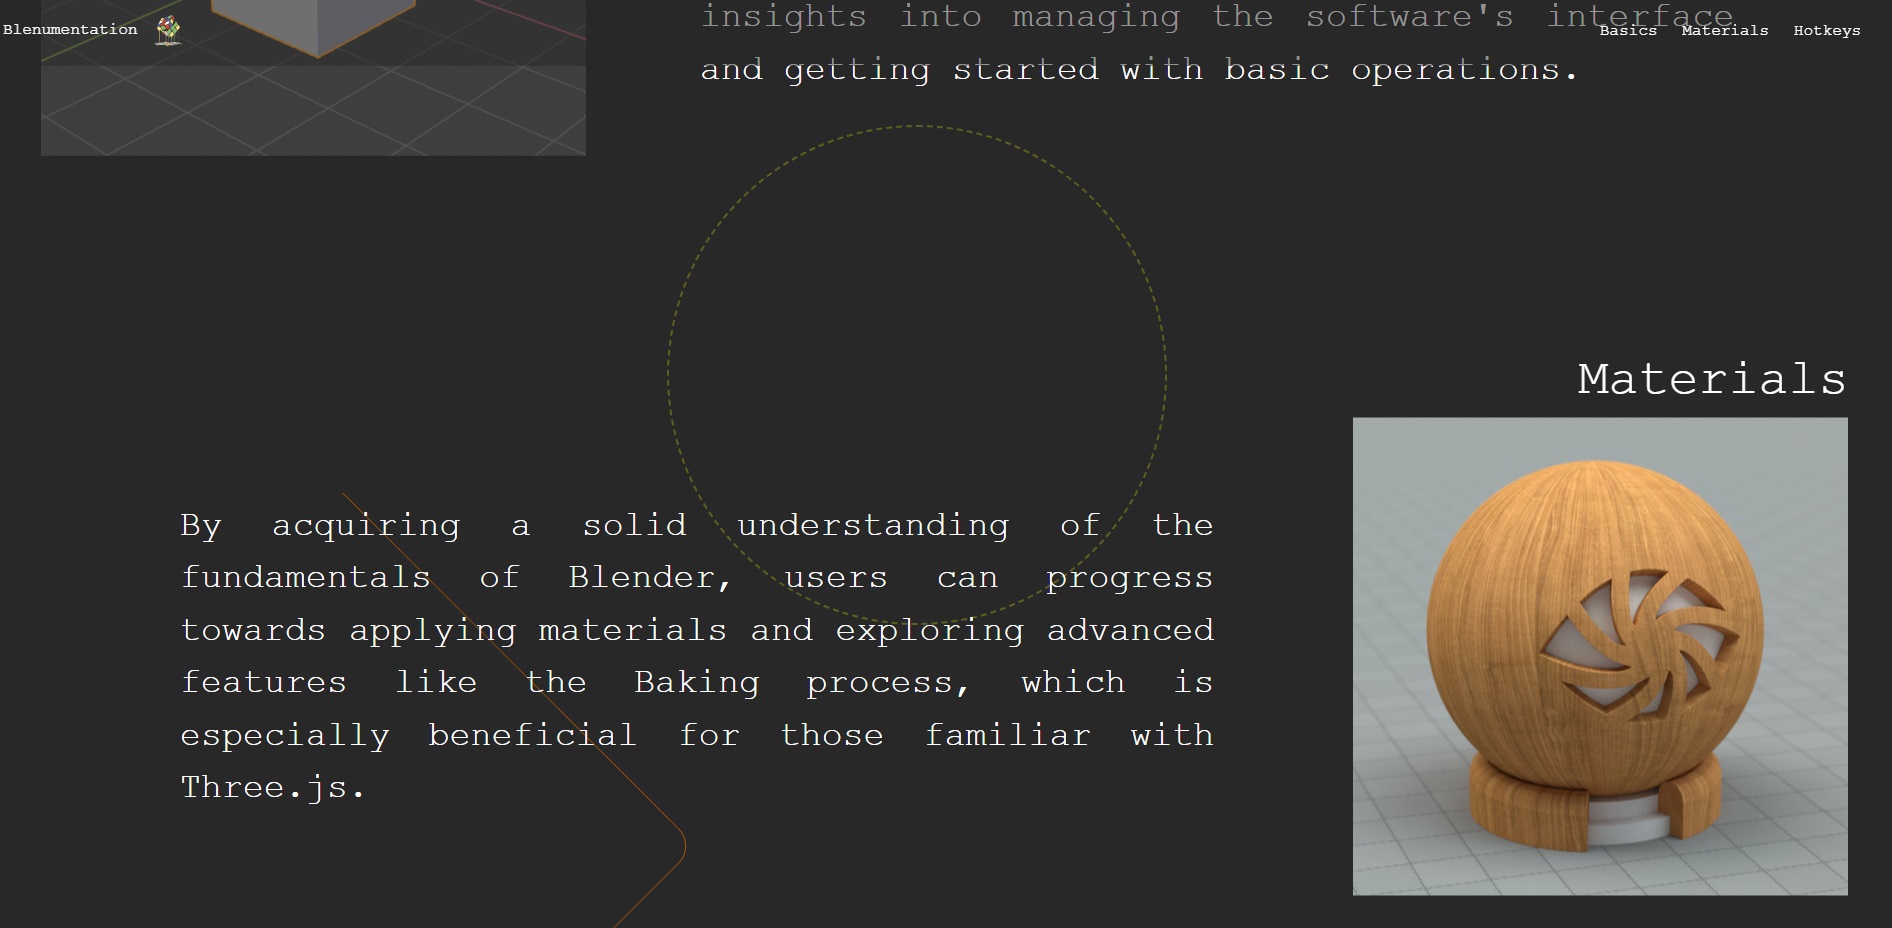 Blenumentation
Basics Materials Hotkeys
insights into managing the software's interface
and getting started with basic operations.
Materials
By acquiring a solid understanding of the
fundamentals of Blender, users can progress
towards applying materials and exploring advanced
features like the Baking process, which is
especially beneficial for those familiar with
Three.js.